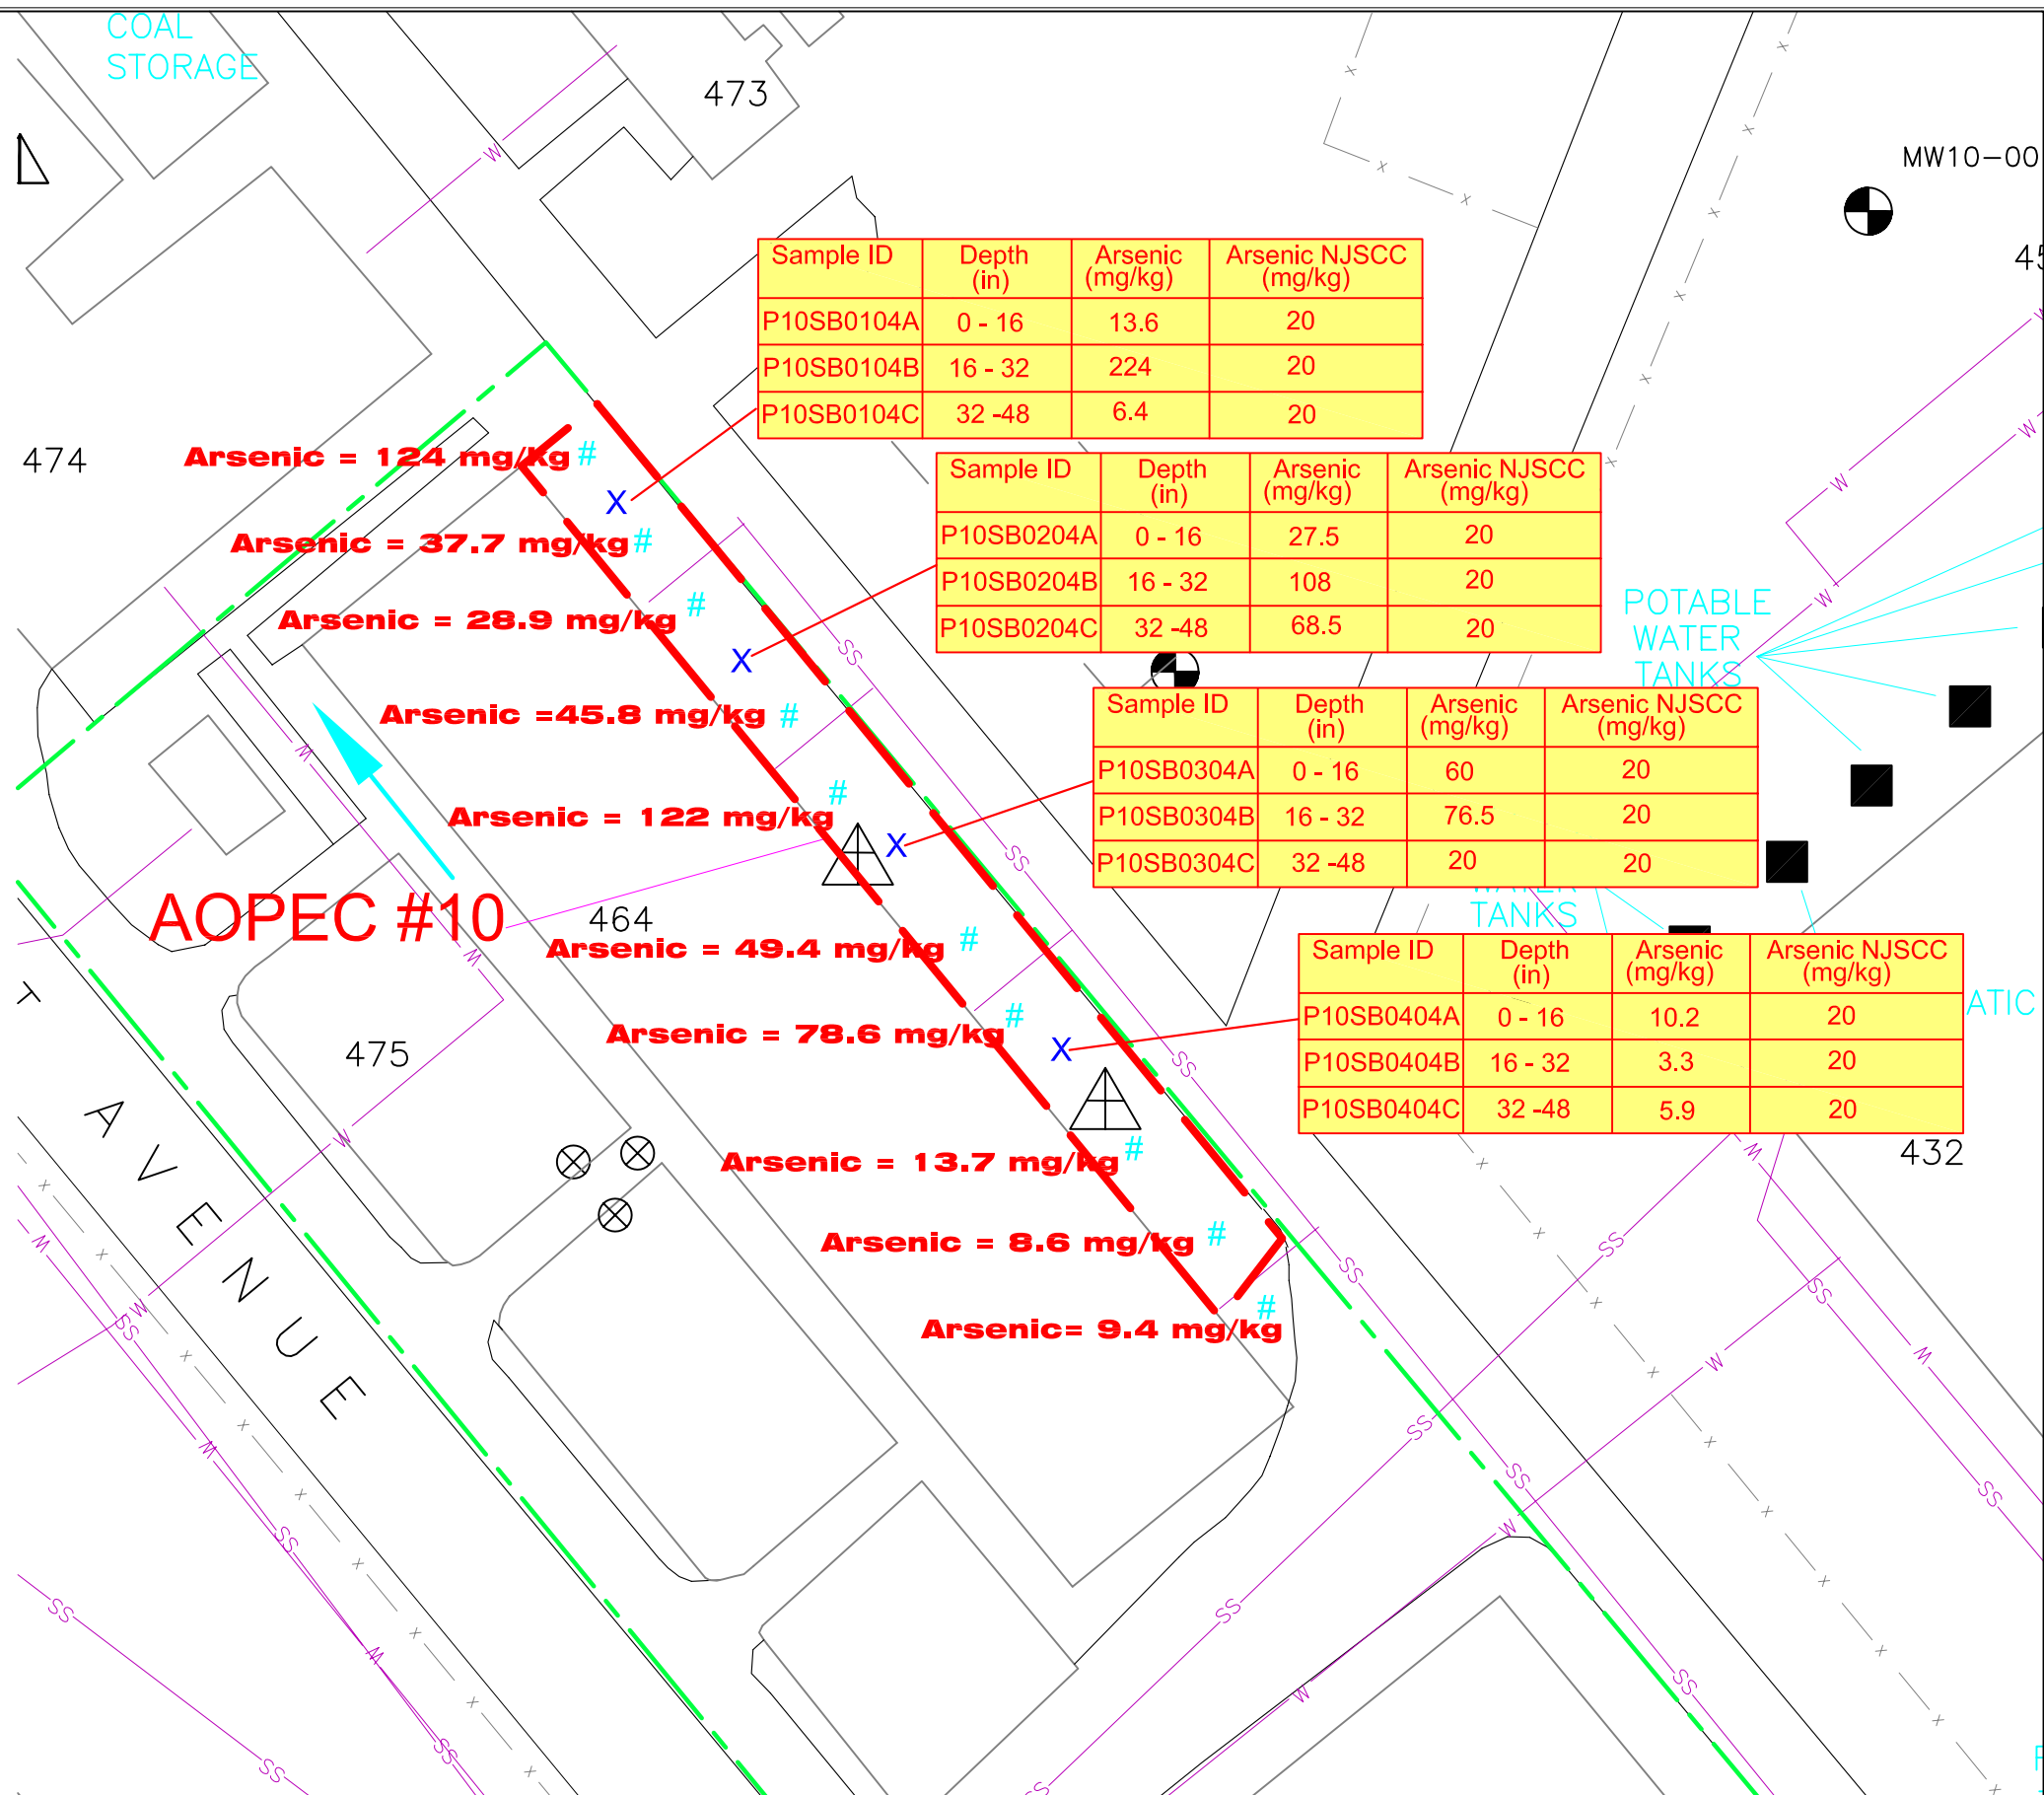 COAL
STORAGE
473
MW10-00
45
Sample ID Depth (in) Arsenic (mg/kg) Arsenic NJSCC (mg/kg)
P10SB0104A 0 - 16 13.6 20
P10SB0104B 16 - 32 224 20
P10SB0104C 32 -48 6.4 20
474
Arsenic = 124 mg/kg #
Sample ID Depth (in) Arsenic (mg/kg) Arsenic NJSCC (mg/kg)
P10SB0204A 0 - 16 27.5 20
P10SB0204B 16 - 32 108 20
P10SB0204C 32 -48 68.5 20
X
Arsenic = 37.7 mg/kg #
Arsenic = 28.9 mg/kg #
POTABLE
WATER
TANKS
X
Arsenic =45.8 mg/kg #
Sample ID Depth (in) Arsenic (mg/kg) Arsenic NJSCC (mg/kg)
P10SB0304A 0 - 16 60 20
P10SB0304B 16 - 32 76.5 20
P10SB0304C 32 -48 20 20
Arsenic = 122 mg/kg #
X
AOPEC #10
464
WATER
TANKS
Arsenic = 49.4 mg/kg #
Sample ID Depth (in) Arsenic (mg/kg) Arsenic NJSCC (mg/kg)
P10SB0404A 0 - 16 10.2 20
P10SB0404B 16 - 32 3.3 20
P10SB0404C 32 -48 5.9 20
ATIC
Arsenic = 78.6 mg/kg #
X
475
432
T AVENUE
Arsenic = 13.7 mg/kg #
Arsenic = 8.6 mg/kg #
Arsenic= 9.4 mg/kg #
W
SS